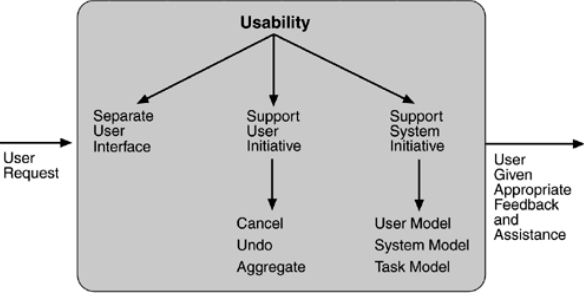 Usability
Separate
User
Interface
Support
User
Initiative
Support
System
Initiative
User
Request
User
Given
Appropriate
Feedback
and
Assistance
Cancel
Undo
Aggregate
User Model
System Model
Task Model